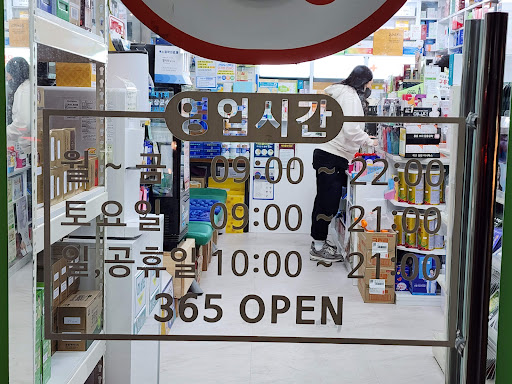 영업시간
월 ~ 금 09:00 ~ 22:00
토요일 09:00 ~ 21:00
일,공휴일 10:00 ~ 21:00
365 OPEN